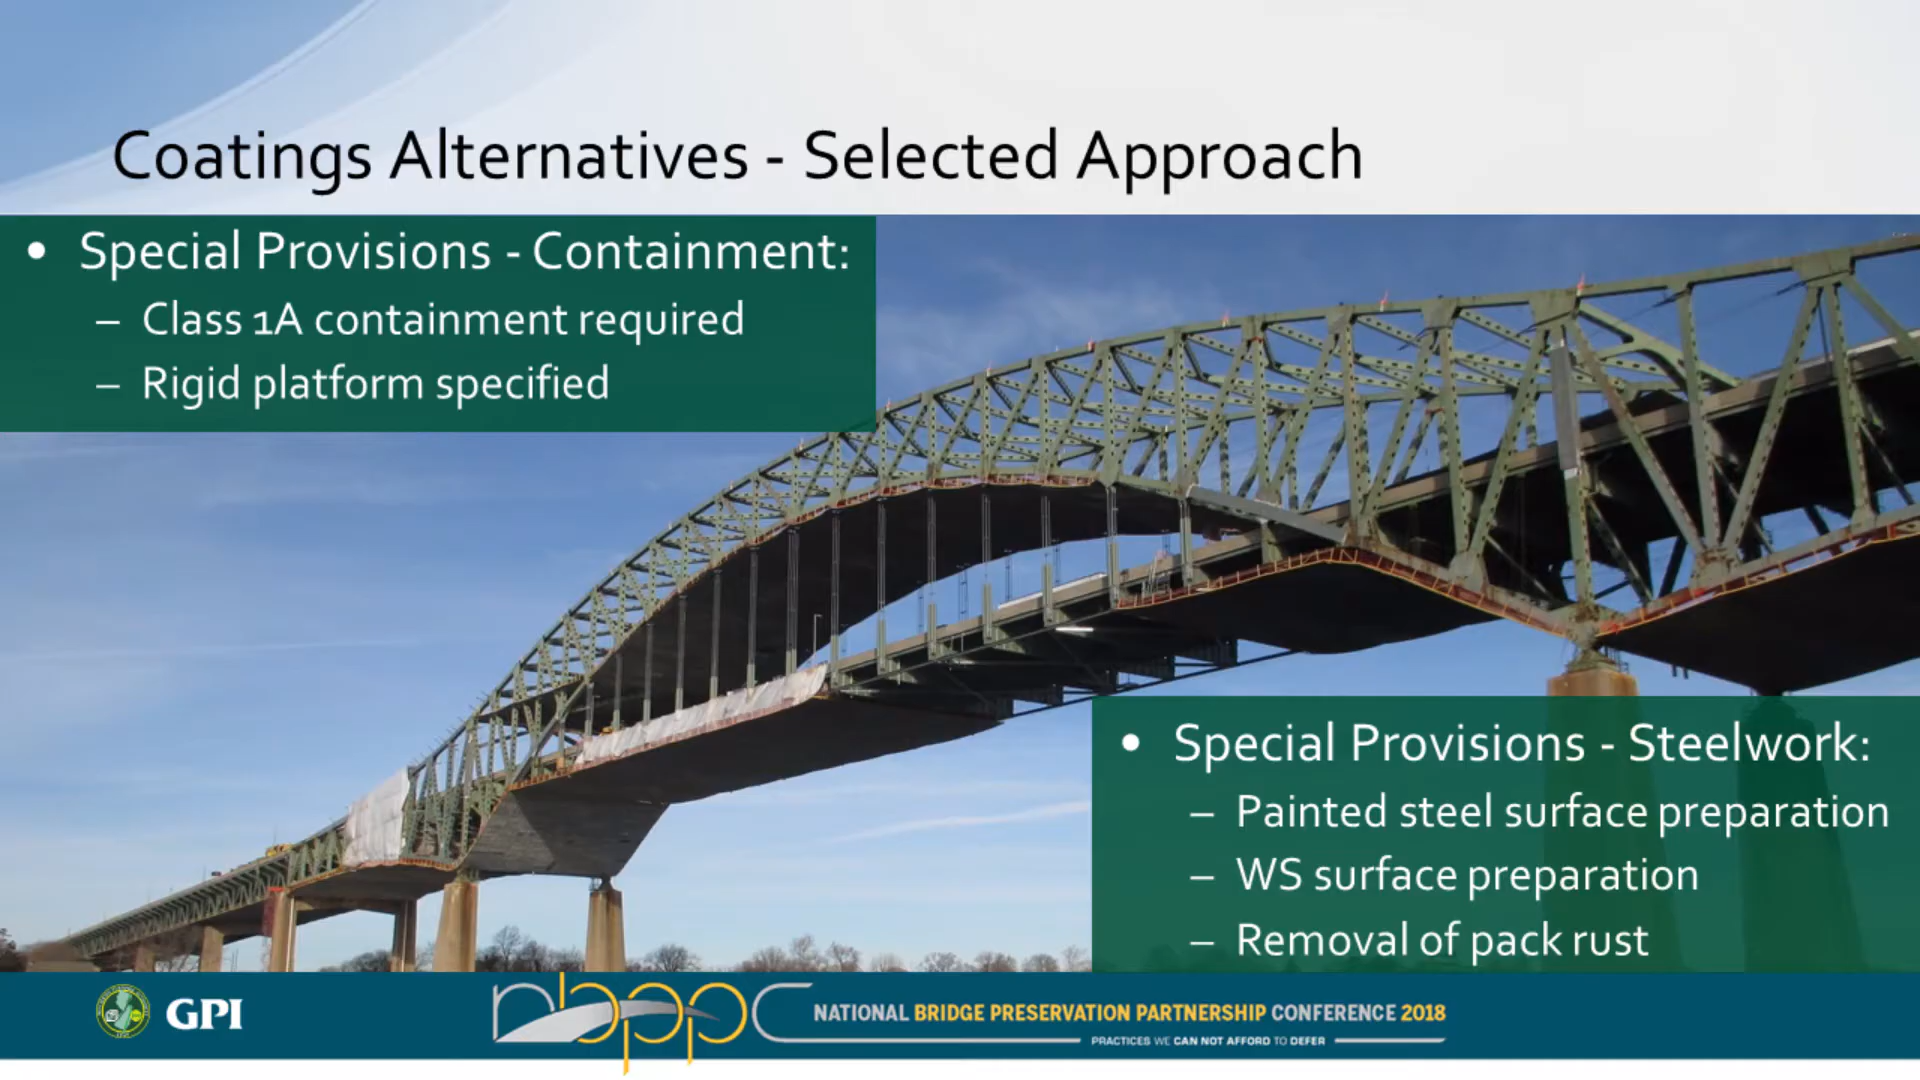 Coatings Alternatives - Selected Approach
• Special Provisions - Containment:
– Class 1A containment required
– Rigid platform specified
• Special Provisions - Steelwork:
– Painted steel surface preparation
– WS surface preparation
– Removal of pack rust
GPI
nbppc
NATIONAL BRIDGE PRESERVATION PARTNERSHIP CONFERENCE 2018
PRACTICES WE CAN NOT AFFORD TO DEFER